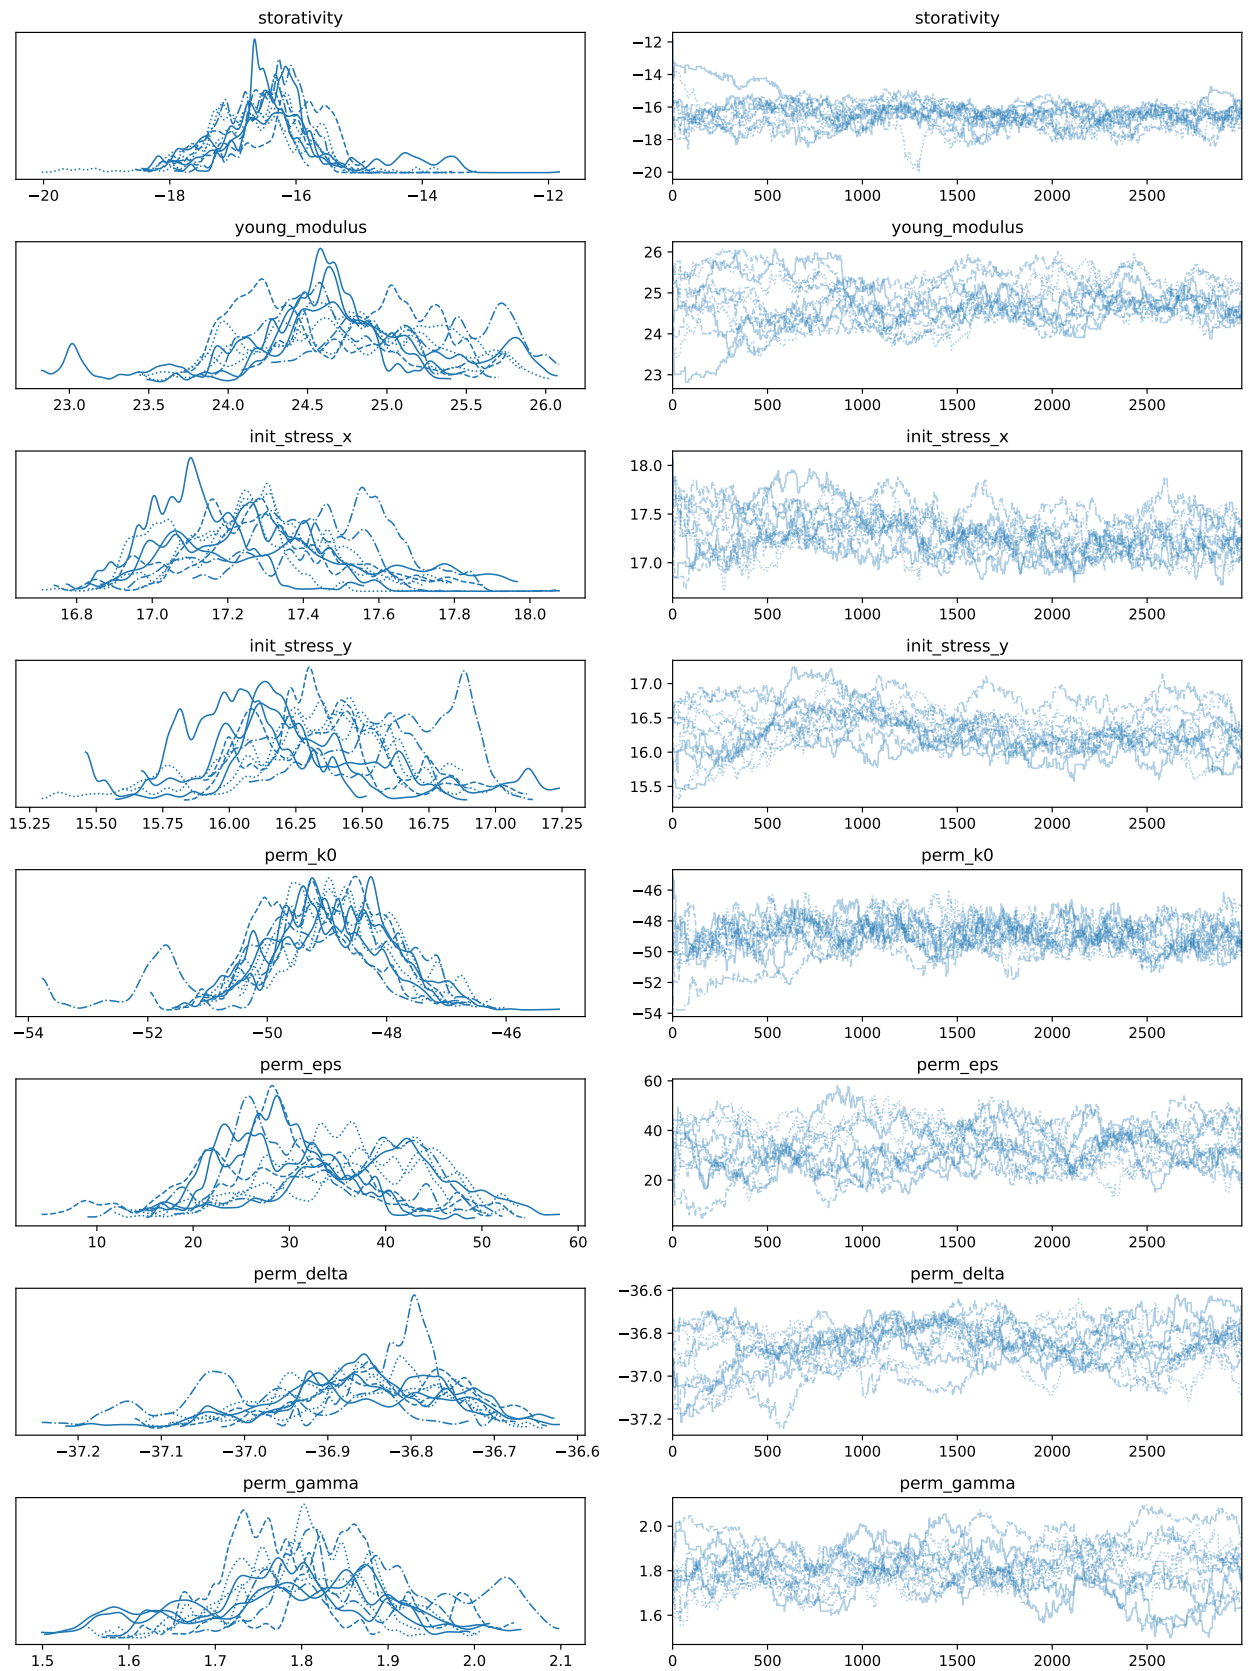 storativity
storativity
−12
−14
−16
−18
−20
−20 −18 −16 −14 −12
0 500 1000 1500 2000 2500
young_modulus
young_modulus
26
25
24
23
23.0 23.5 24.0 24.5 25.0 25.5 26.0
0 500 1000 1500 2000 2500
init_stress_x
init_stress_x
18.0
17.5
17.0
16.8 17.0 17.2 17.4 17.6 17.8 18.0
0 500 1000 1500 2000 2500
init_stress_y
init_stress_y
17.0
16.5
16.0
15.5
15.25 15.50 15.75 16.00 16.25 16.50 16.75 17.00 17.25
0 500 1000 1500 2000 2500
perm_k0
perm_k0
−46
−48
−50
−52
−54
−54 −52 −50 −48 −46
0 500 1000 1500 2000 2500
perm_eps
perm_eps
60
40
20
10 20 30 40 50 60
0 500 1000 1500 2000 2500
perm_delta
perm_delta
−36.6
−36.8
−37.0
−37.2
−37.2 −37.1 −37.0 −36.9 −36.8 −36.7 −36.6
0 500 1000 1500 2000 2500
perm_gamma
perm_gamma
2.0
1.8
1.6
1.5 1.6 1.7 1.8 1.9 2.0 2.1
0 500 1000 1500 2000 2500